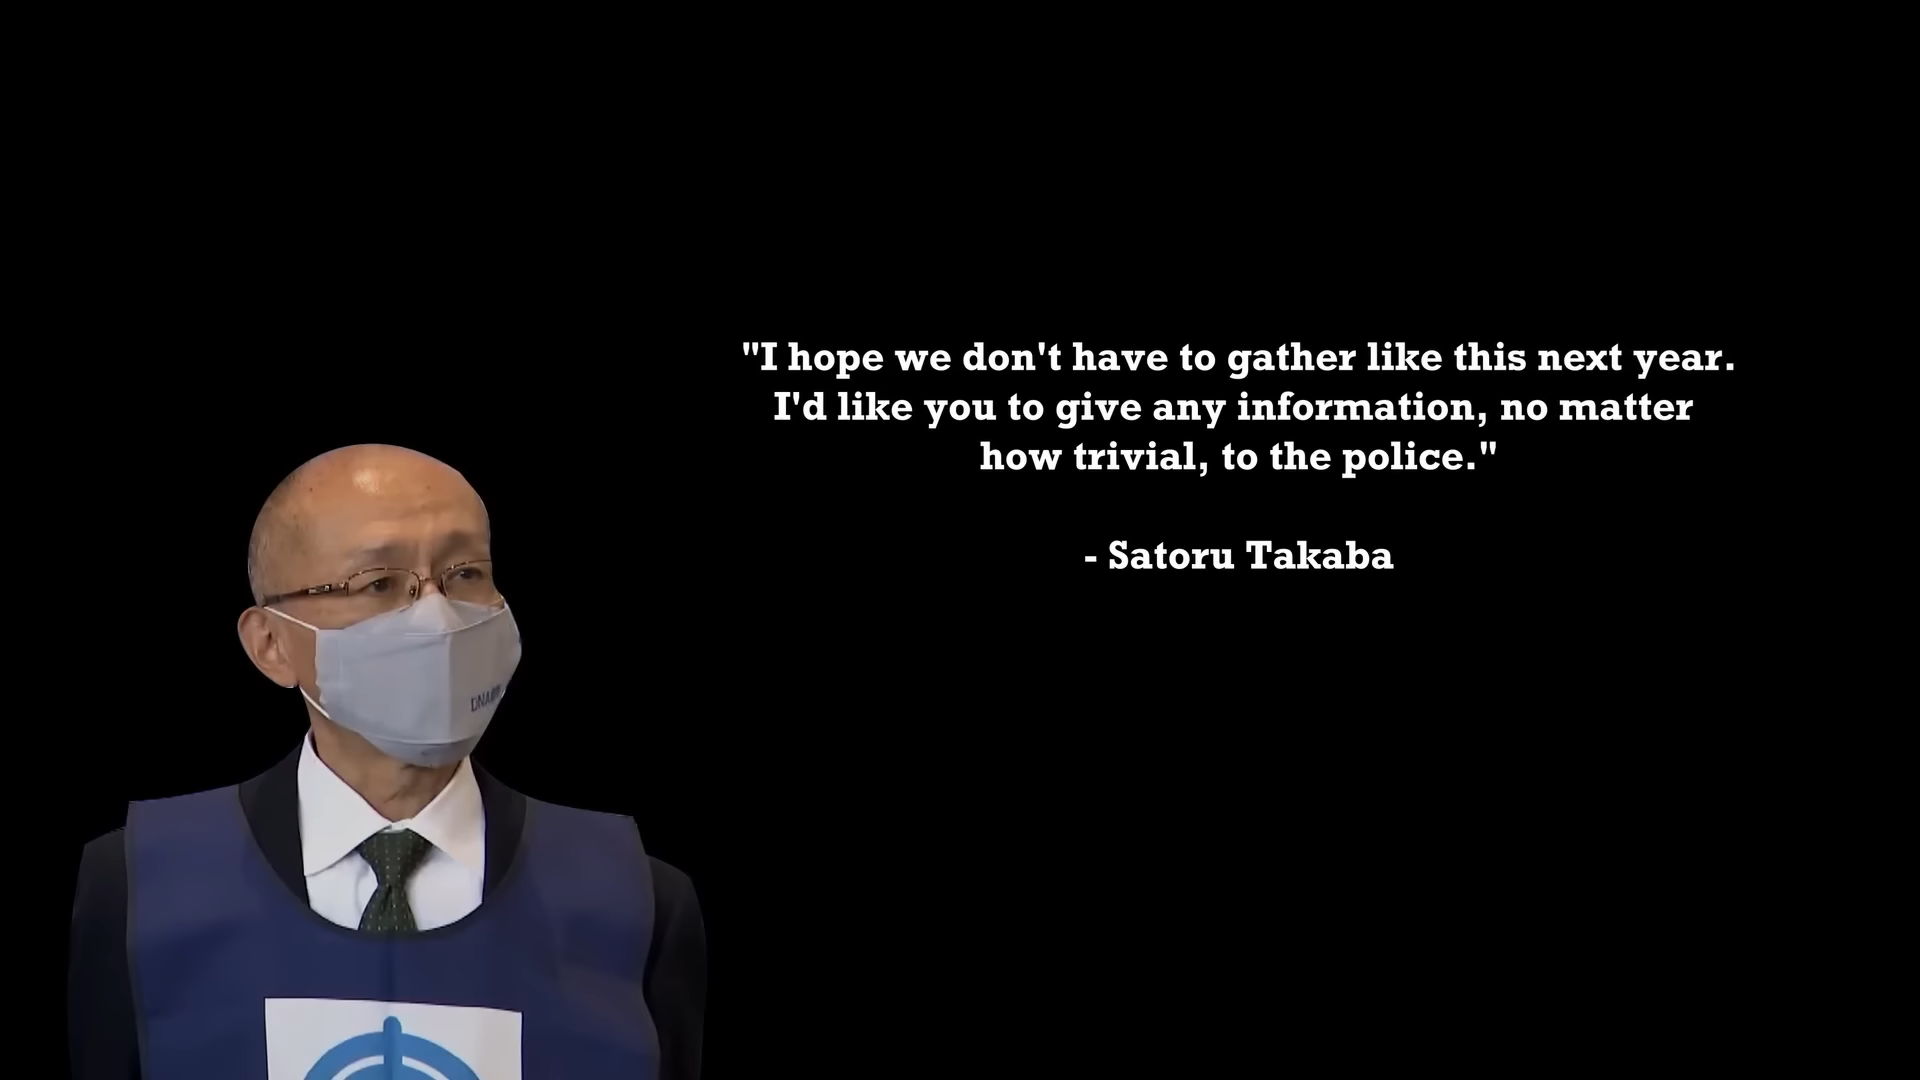 "I hope we don't have to gather like this next year.
I'd like you to give any information, no matter
how trivial, to the police."
- Satoru Takaba